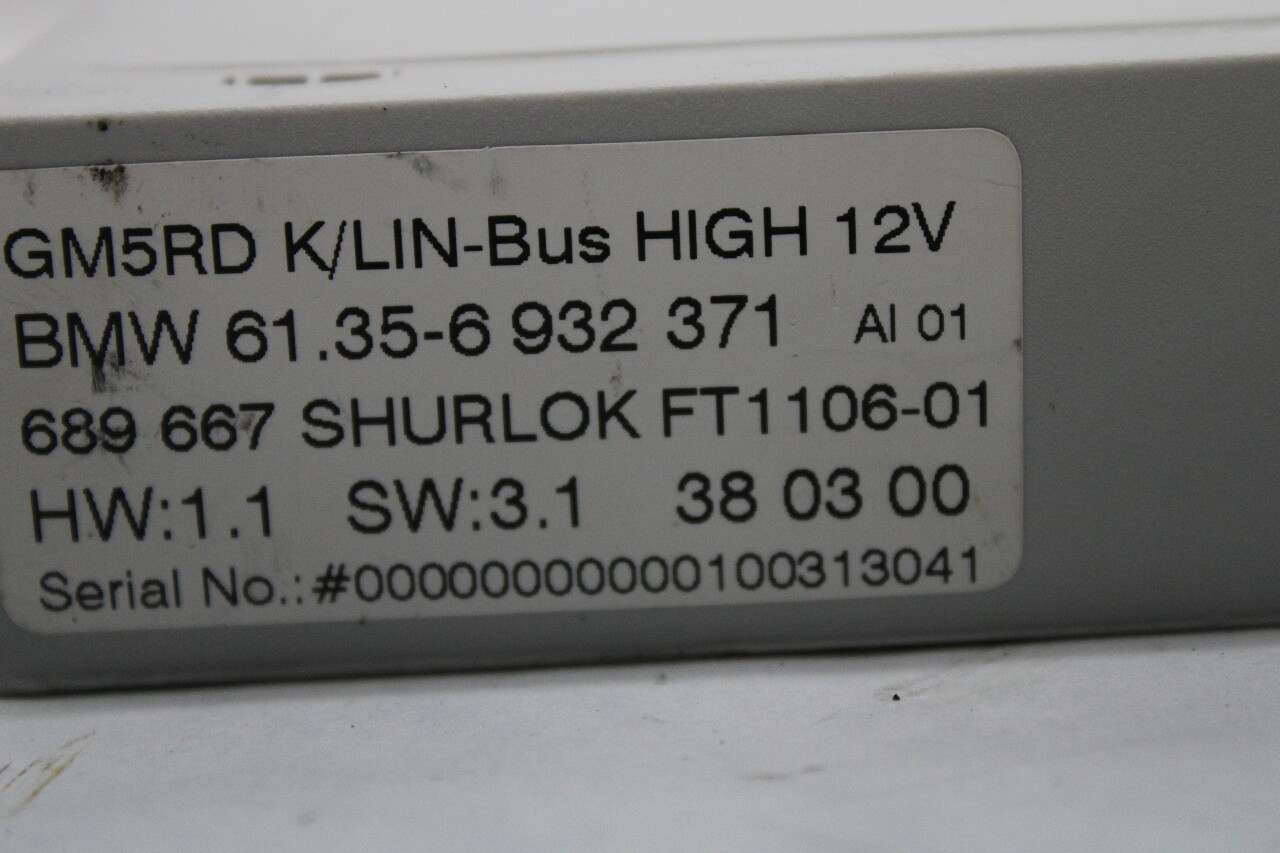 GM5RD K/LIN-Bus HIGH 12V
BMW 61.35-6 932 371 AI 01
689 667 SHURLOK FT1106-01
HW:1.1 SW:3.1 38 03 00
Serial No.:#000000000000100313041